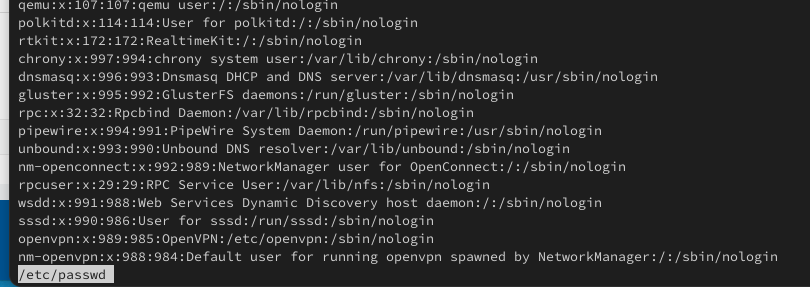 qemu:x:107:107:qemu user:/:/sbin/nologin
polkitd:x:114:114:User for polkitd:/:/sbin/nologin
rtkit:x:172:172:RealtimeKit:/:/sbin/nologin
chrony:x:997:994:chrony system user:/var/lib/chrony:/sbin/nologin
dnsmasq:x:996:993:Dnsmasq DHCP and DNS server:/var/lib/dnsmasq:/usr/sbin/nologin
gluster:x:995:992:GlusterFS daemons:/run/gluster:/sbin/nologin
rpc:x:32:32:Rpcbind Daemon:/var/lib/rpcbind:/sbin/nologin
pipewire:x:994:991:PipeWire System Daemon:/run/pipewire:/usr/sbin/nologin
unbound:x:993:990:Unbound DNS resolver:/var/lib/unbound:/sbin/nologin
nm-openconnect:x:992:989:NetworkManager user for OpenConnect:/:/sbin/nologin
rpcuser:x:29:29:RPC Service User:/var/lib/nfs:/sbin/nologin
wsdd:x:991:988:Web Services Dynamic Discovery host daemon:/:/sbin/nologin
sssd:x:990:986:User for sssd:/run/sssd:/sbin/nologin
openvpn:x:989:985:OpenVPN:/etc/openvpn:/sbin/nologin
nm-openvpn:x:988:984:Default user for running openvpn spawned by NetworkManager:/:/sbin/nologin
/etc/passwd